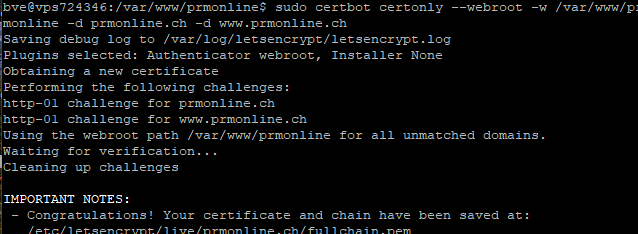 bve@vps724346:/var/www/prmonline$ sudo certbot certonly --webroot -w /var/www/pr
monline -d prmonline.ch -d www.prmonline.ch
Saving debug log to /var/log/letsencrypt/letsencrypt.log
Plugins selected: Authenticator webroot, Installer None
Obtaining a new certificate
Performing the following challenges:
http-01 challenge for prmonline.ch
http-01 challenge for www.prmonline.ch
Using the webroot path /var/www/prmonline for all unmatched domains.
Waiting for verification...
Cleaning up challenges
IMPORTANT NOTES:
- Congratulations! Your certificate and chain have been saved at:
/etc/letsencrypt/live/prmonline.ch/fullchain.pem